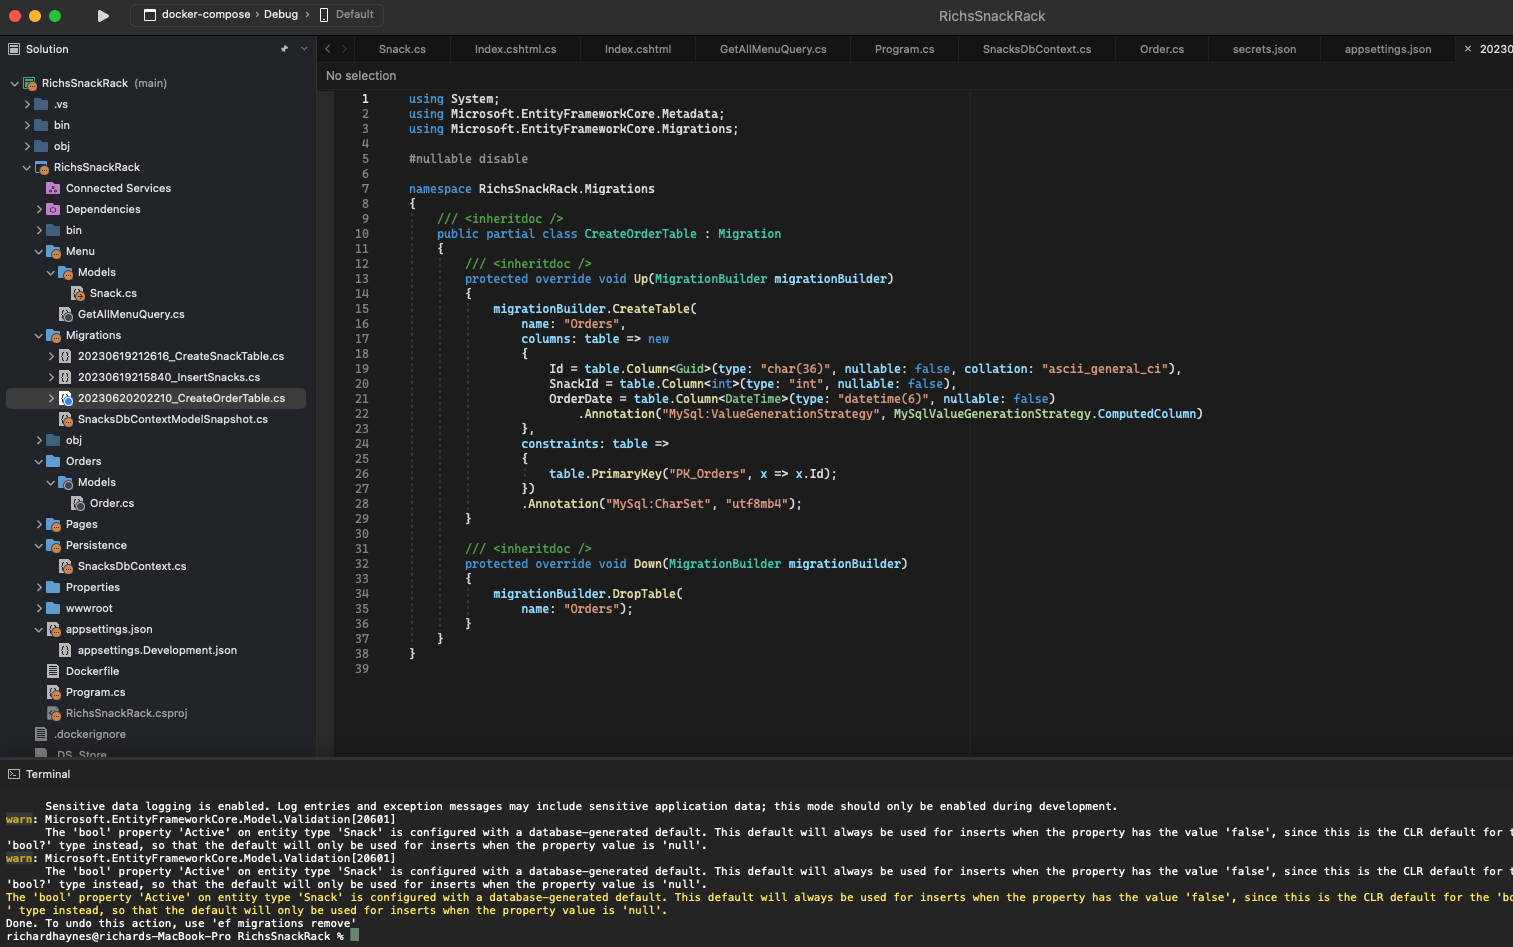 docker-compose › Debug › Default
RichsSnackRack
Solution
Snack.cs
Index.cshtml.cs
Index.cshtml
GetAllMenuQuery.cs
Program.cs
SnacksDbContext.cs
Order.cs
secrets.json
appsettings.json
× 20230
No selection
RichsSnackRack (main)
.vs
bin
obj
RichsSnackRack
Connected Services
Dependencies
bin
Menu
Models
Snack.cs
GetAllMenuQuery.cs
Migrations
20230619212616_CreateSnackTable.cs
20230619215840_InsertSnacks.cs
20230620202210_CreateOrderTable.cs
SnacksDbContextModelSnapshot.cs
obj
Orders
Models
Order.cs
Pages
Persistence
SnacksDbContext.cs
Properties
wwwroot
appsettings.json
appsettings.Development.json
Dockerfile
Program.cs
RichsSnackRack.csproj
.dockerignore
.DS_Store
1 using System;
2 using Microsoft.EntityFrameworkCore.Metadata;
3 using Microsoft.EntityFrameworkCore.Migrations;
4
5 #nullable disable
6
7 namespace RichsSnackRack.Migrations
8 {
9 /// <inheritdoc />
10 public partial class CreateOrderTable : Migration
11 {
12 /// <inheritdoc />
13 protected override void Up(MigrationBuilder migrationBuilder)
14 {
15 migrationBuilder.CreateTable(
16 name: "Orders",
17 columns: table => new
18 {
19 Id = table.Column<Guid>(type: "char(36)", nullable: false, collation: "ascii_general_ci"),
20 SnackId = table.Column<int>(type: "int", nullable: false),
21 OrderDate = table.Column<DateTime>(type: "datetime(6)", nullable: false)
22 .Annotation("MySql:ValueGenerationStrategy", MySqlValueGenerationStrategy.ComputedColumn)
23 },
24 constraints: table =>
25 {
26 table.PrimaryKey("PK_Orders", x => x.Id);
27 })
28 .Annotation("MySql:CharSet", "utf8mb4");
29 }
30
31 /// <inheritdoc />
32 protected override void Down(MigrationBuilder migrationBuilder)
33 {
34 migrationBuilder.DropTable(
35 name: "Orders");
36 }
37 }
38 }
39
Terminal
Sensitive data logging is enabled. Log entries and exception messages may include sensitive application data; this mode should only be enabled during development.
warn: Microsoft.EntityFrameworkCore.Model.Validation[20601]
The 'bool' property 'Active' on entity type 'Snack' is configured with a database-generated default. This default will always be used for inserts when the property has the value 'false', since this is the CLR default for t
'bool?' type instead, so that the default will only be used for inserts when the property value is 'null'.
warn: Microsoft.EntityFrameworkCore.Model.Validation[20601]
The 'bool' property 'Active' on entity type 'Snack' is configured with a database-generated default. This default will always be used for inserts when the property has the value 'false', since this is the CLR default for t
'bool?' type instead, so that the default will only be used for inserts when the property value is 'null'.
The 'bool' property 'Active' on entity type 'Snack' is configured with a database-generated default. This default will always be used for inserts when the property has the value 'false', since this is the CLR default for the 'bo
' type instead, so that the default will only be used for inserts when the property value is 'null'.
Done. To undo this action, use 'ef migrations remove'
richardhaynes@richards-MacBook-Pro RichsSnackRack %